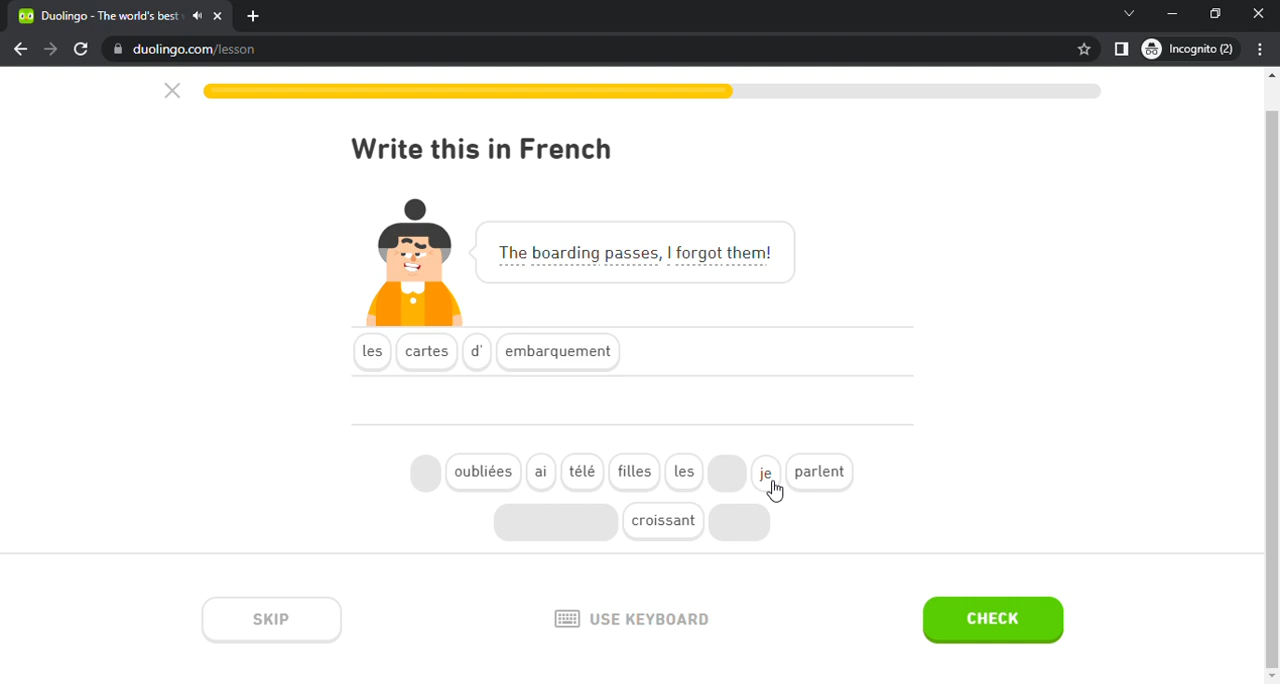 Duolingo - The world's best
duolingo.com/lesson
Incognito (2)
Write this in French
The boarding passes, I forgot them!
les cartes d' embarquement
oubliées ai télé filles les je parlent
croissant
SKIP
USE KEYBOARD
CHECK